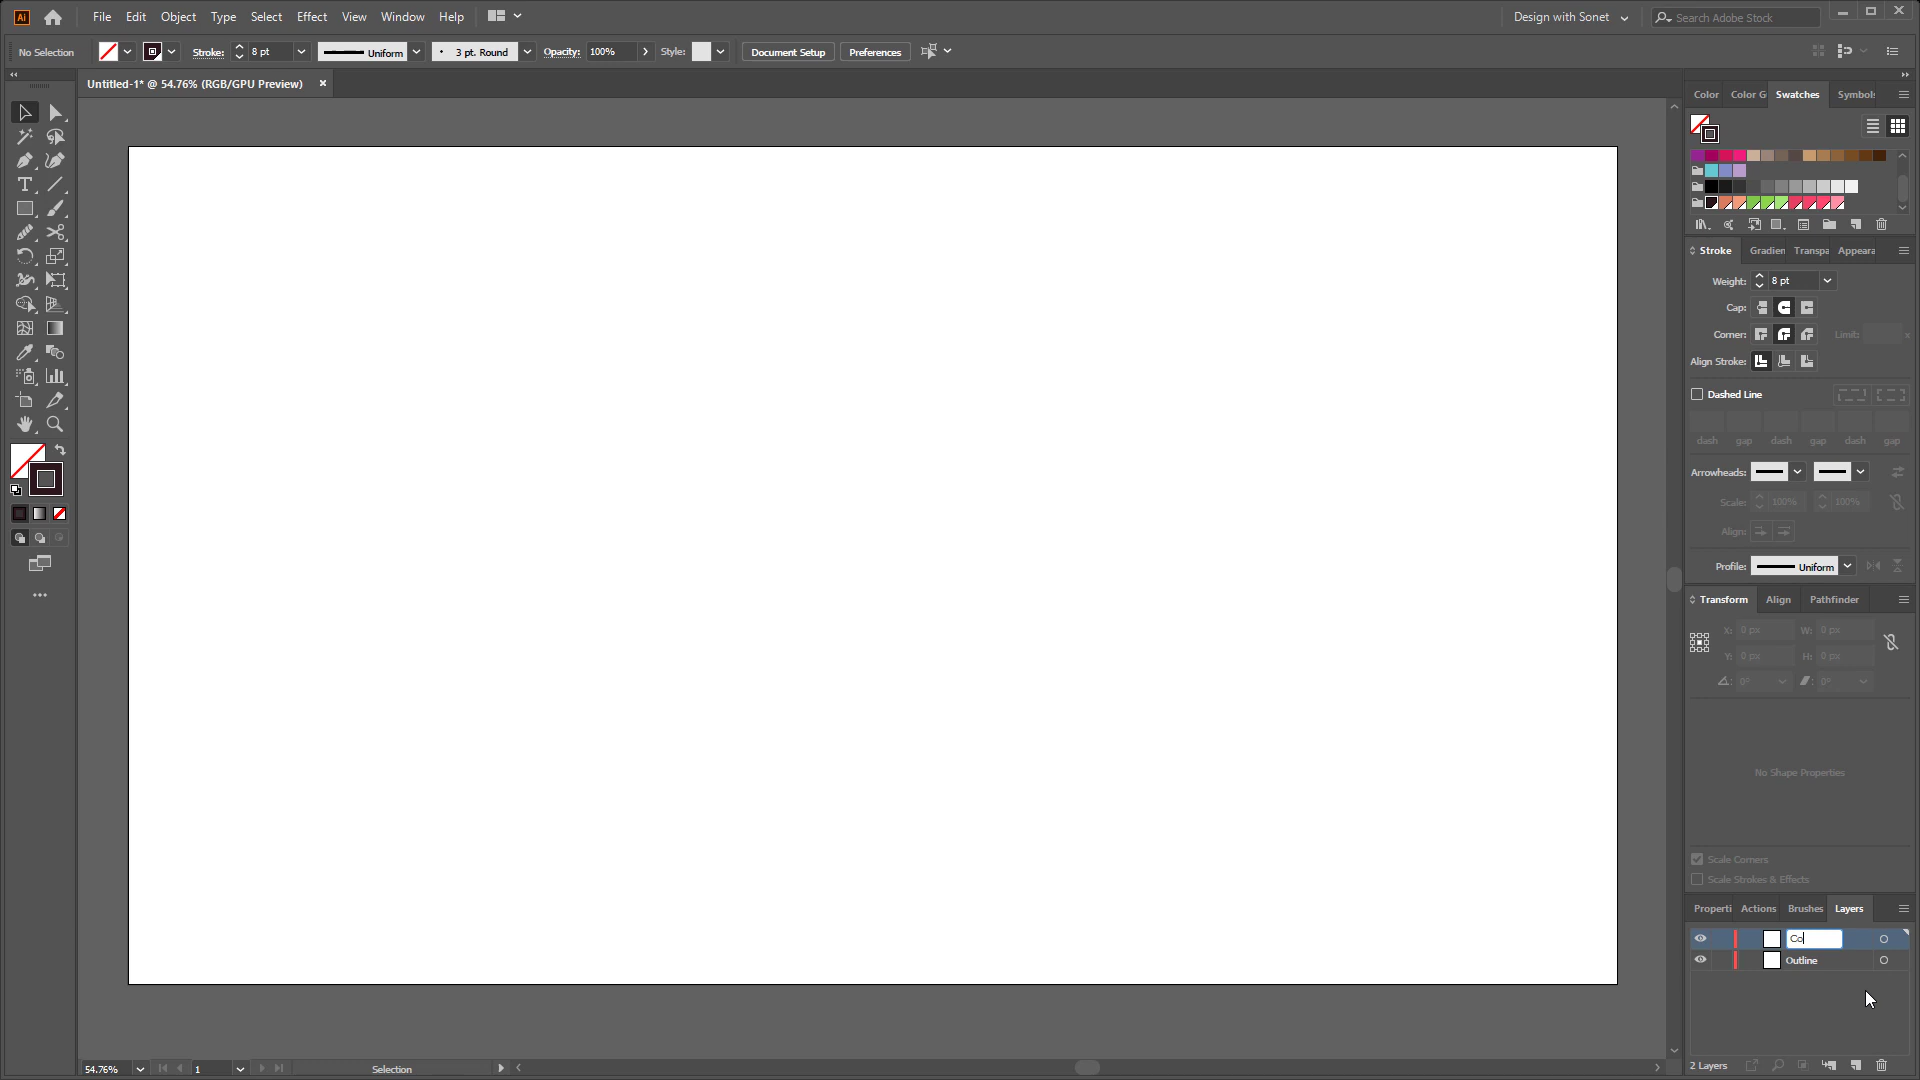 Ai File Edit Object Type Select Effect View Window Help Design with Sonet Search Adobe Stock
No Selection Stroke: 8 pt Uniform 3 pt. Round Opacity: 100% Style: Document Setup Preferences
Untitled-1* @ 54.76% (RGB/GPU Preview)
Color Color G Swatches Symbols
Stroke Gradien Transpa Appeara
Weight: 8 pt
Cap:
Corner: Limit: x
Align Stroke:
Dashed Line
dash gap dash gap dash gap
Arrowheads:
Scale: 100% 100%
Align:
Profile: Uniform
Transform Align Pathfinder
X: 0 px W: 0 px
Y: 0 px H: 0 px
0° 0°
No Shape Properties
Scale Corners
Scale Strokes & Effects
Properti Actions Brushes Layers
Co
Outline
2 Layers
54.76% 1 Selection